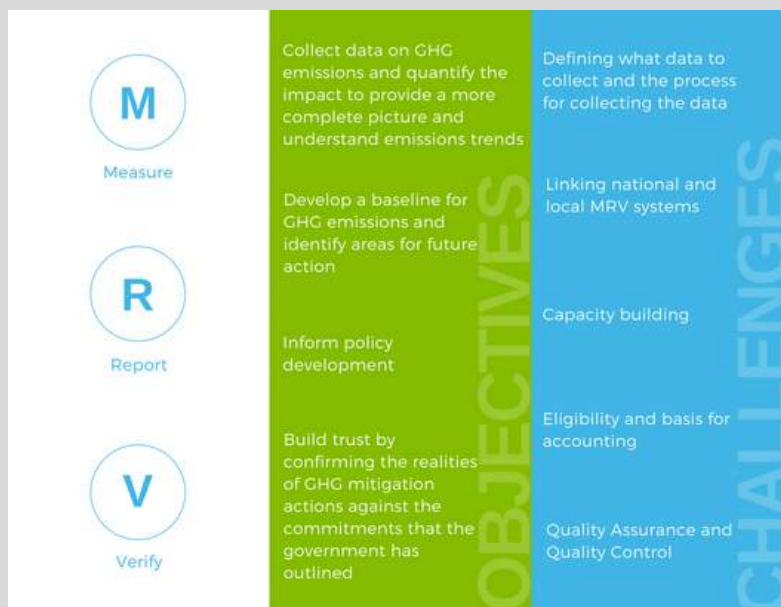 M
Measure
R
Report
V
Verify
Collect data on GHG
emissions and quantify the
impact to provide a more
complete picture and
understand emissions trends
Develop a baseline for
GHG emissions and
identify areas for future
action
Inform policy
development
Build trust by
confirming the realities
of GHG mitigation
actions against the
commitments that the
government has
outlined
OBJECTIVES
Defining what data to
collect and the process
for collecting the data
Linking national and
local MRV systems
Capacity building
Eligibility and basis for
accounting
Quality Assurance and
Quality Control
CHALLENGES